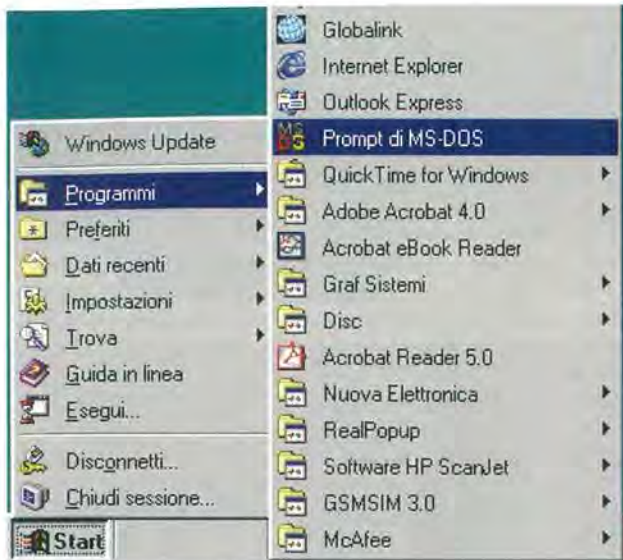 Windows Update
Programmi
Preferiti
Dati recenti
Impostazioni
Trova
Guida in linea
Esegui...
Disconnetti...
Chiudi sessione...
Start
Globalink
Internet Explorer
Outlook Express
MS DOS
Prompt di MS-DOS
QuickTime for Windows
Adobe Acrobat 4.0
Acrobat eBook Reader
Graf Sistemi
Disc
Acrobat Reader 5.0
Nuova Elettronica
RealPopup
Software HP ScanJet
GSMSIM 3.0
McAfee